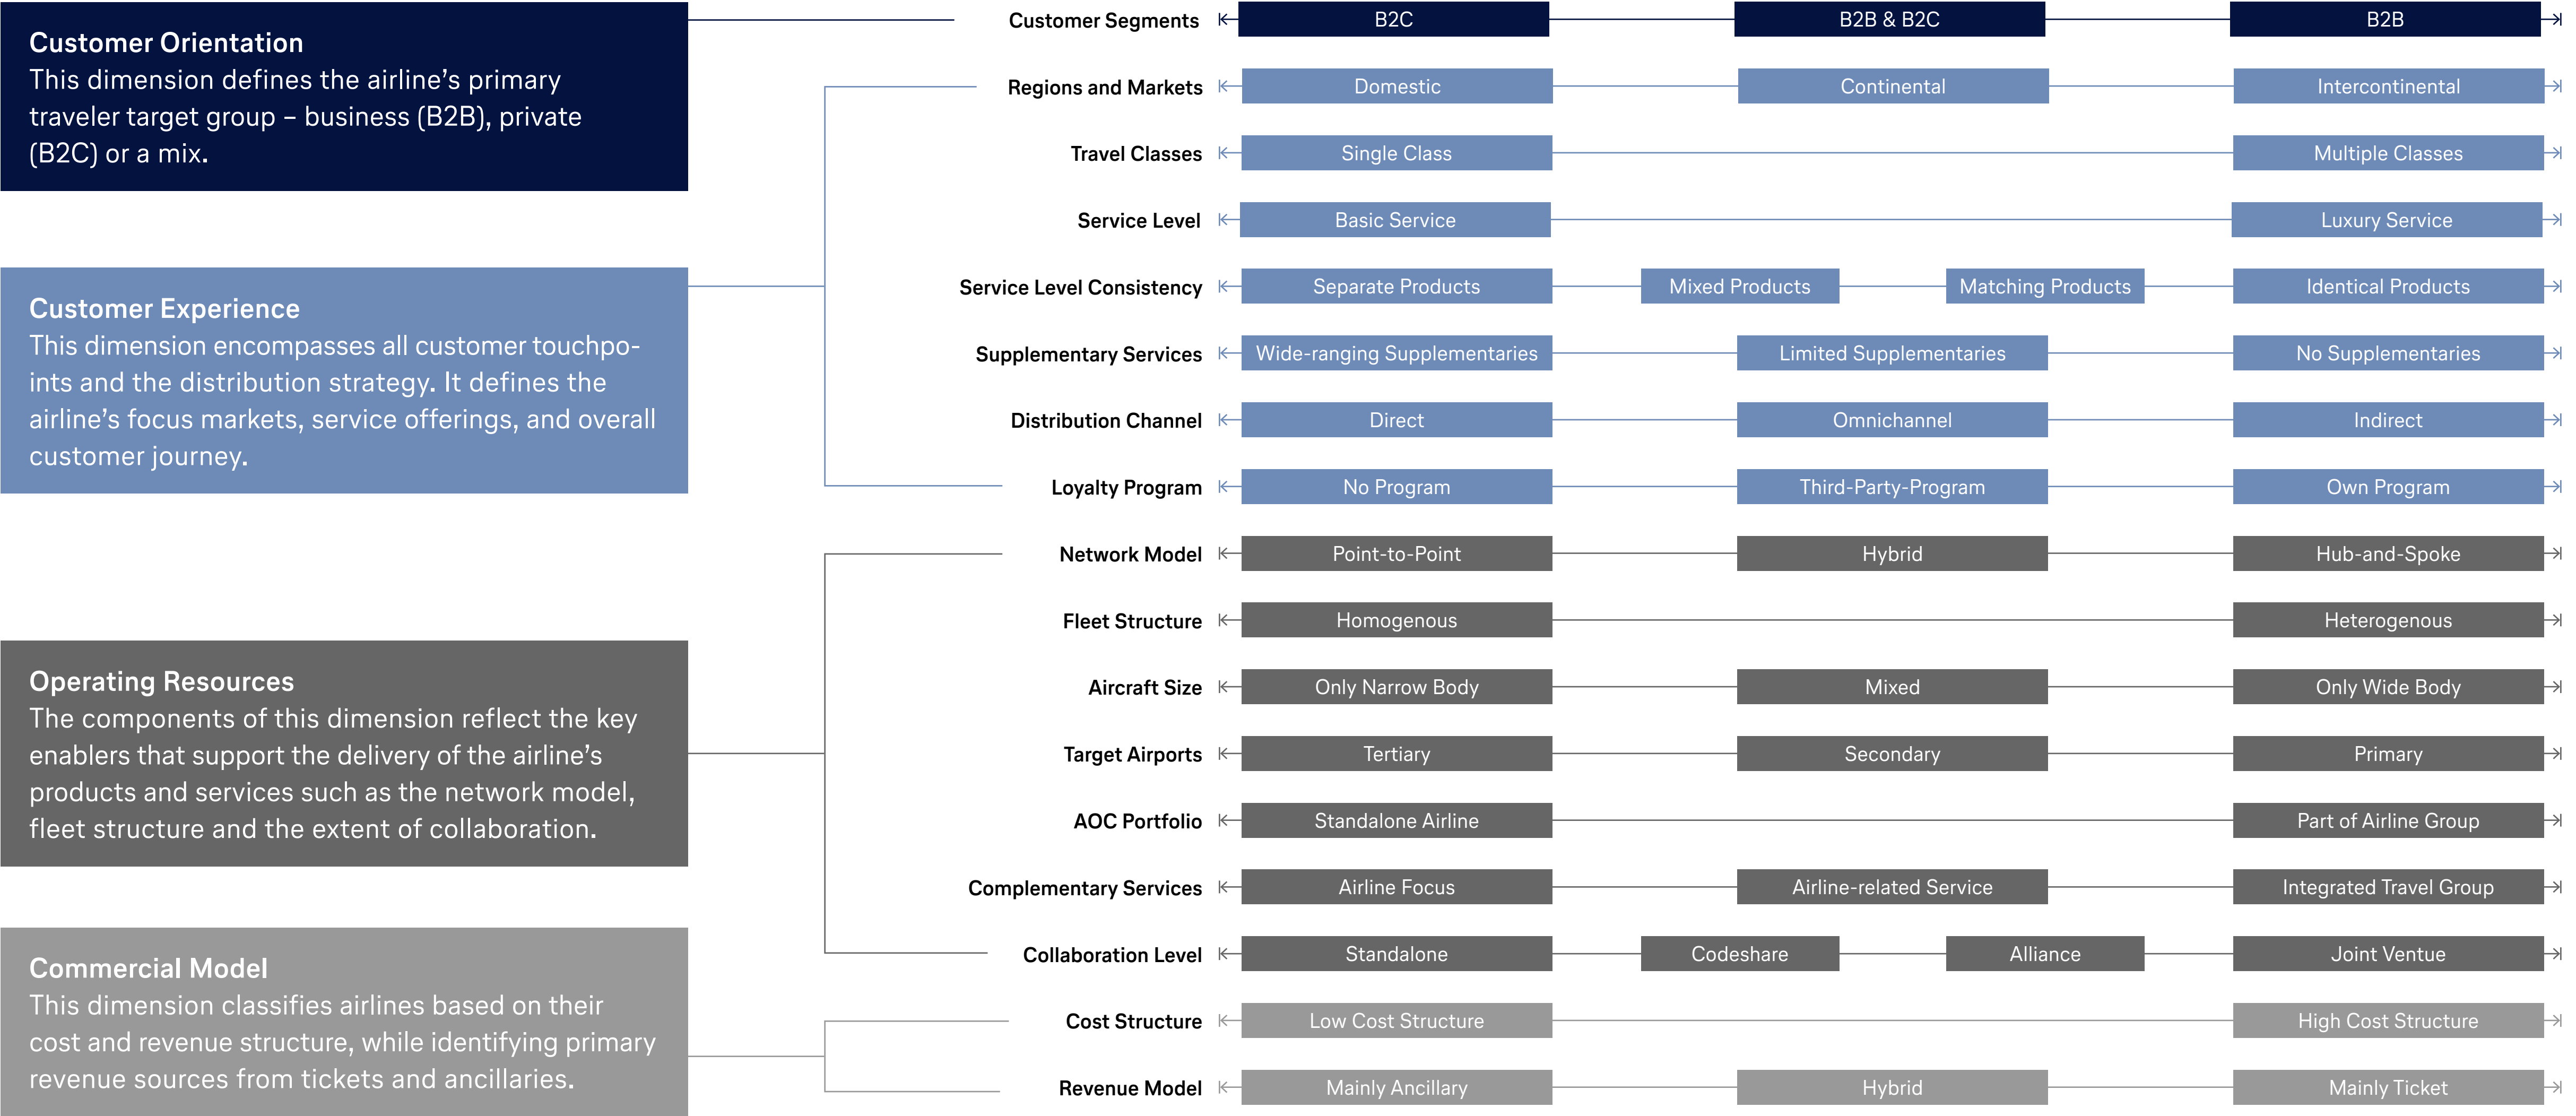 Customer Orientation
This dimension defines the airline's primary
traveler target group – business (B2B), private
(B2C) or a mix.
Customer Experience
This dimension encompasses all customer touchpo-
ints and the distribution strategy. It defines the
airline's focus markets, service offerings, and overall
customer journey.
Operating Resources
The components of this dimension reflect the key
enablers that support the delivery of the airline's
products and services such as the network model,
fleet structure and the extent of collaboration.
Commercial Model
This dimension classifies airlines based on their
cost and revenue structure, while identifying primary
revenue sources from tickets and ancillaries.
Customer Segments B2C B2B & B2C B2B
Regions and Markets Domestic Continental Intercontinental
Travel Classes Single Class Multiple Classes
Service Level Basic Service Luxury Service
Service Level Consistency Separate Products Mixed Products Matching Products Identical Products
Supplementary Services Wide-ranging Supplementaries Limited Supplementaries No Supplementaries
Distribution Channel Direct Omnichannel Indirect
Loyalty Program No Program Third-Party-Program Own Program
Network Model Point-to-Point Hybrid Hub-and-Spoke
Fleet Structure Homogenous Heterogenous
Aircraft Size Only Narrow Body Mixed Only Wide Body
Target Airports Tertiary Secondary Primary
AOC Portfolio Standalone Airline Part of Airline Group
Complementary Services Airline Focus Airline-related Service Integrated Travel Group
Collaboration Level Standalone Codeshare Alliance Joint Ventue
Cost Structure Low Cost Structure High Cost Structure
Revenue Model Mainly Ancillary Hybrid Mainly Ticket